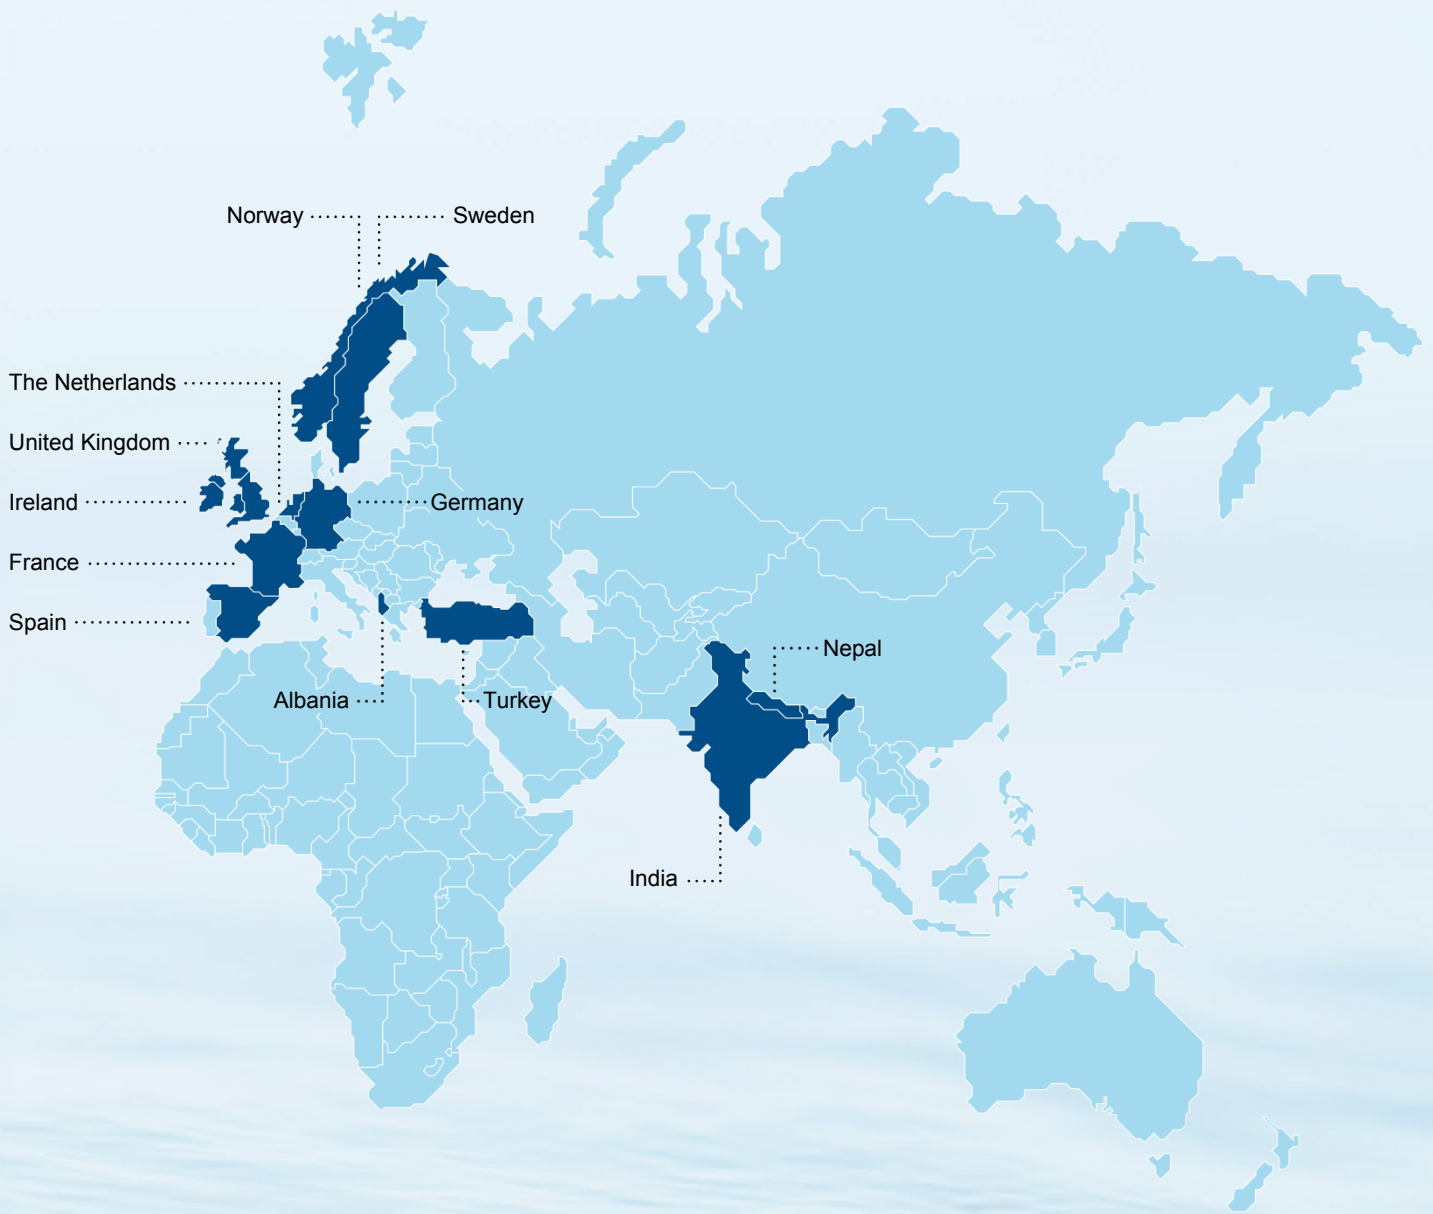 Norway
Sweden
The Netherlands
United Kingdom
Ireland
Germany
France
Spain
Nepal
Albania
Turkey
India